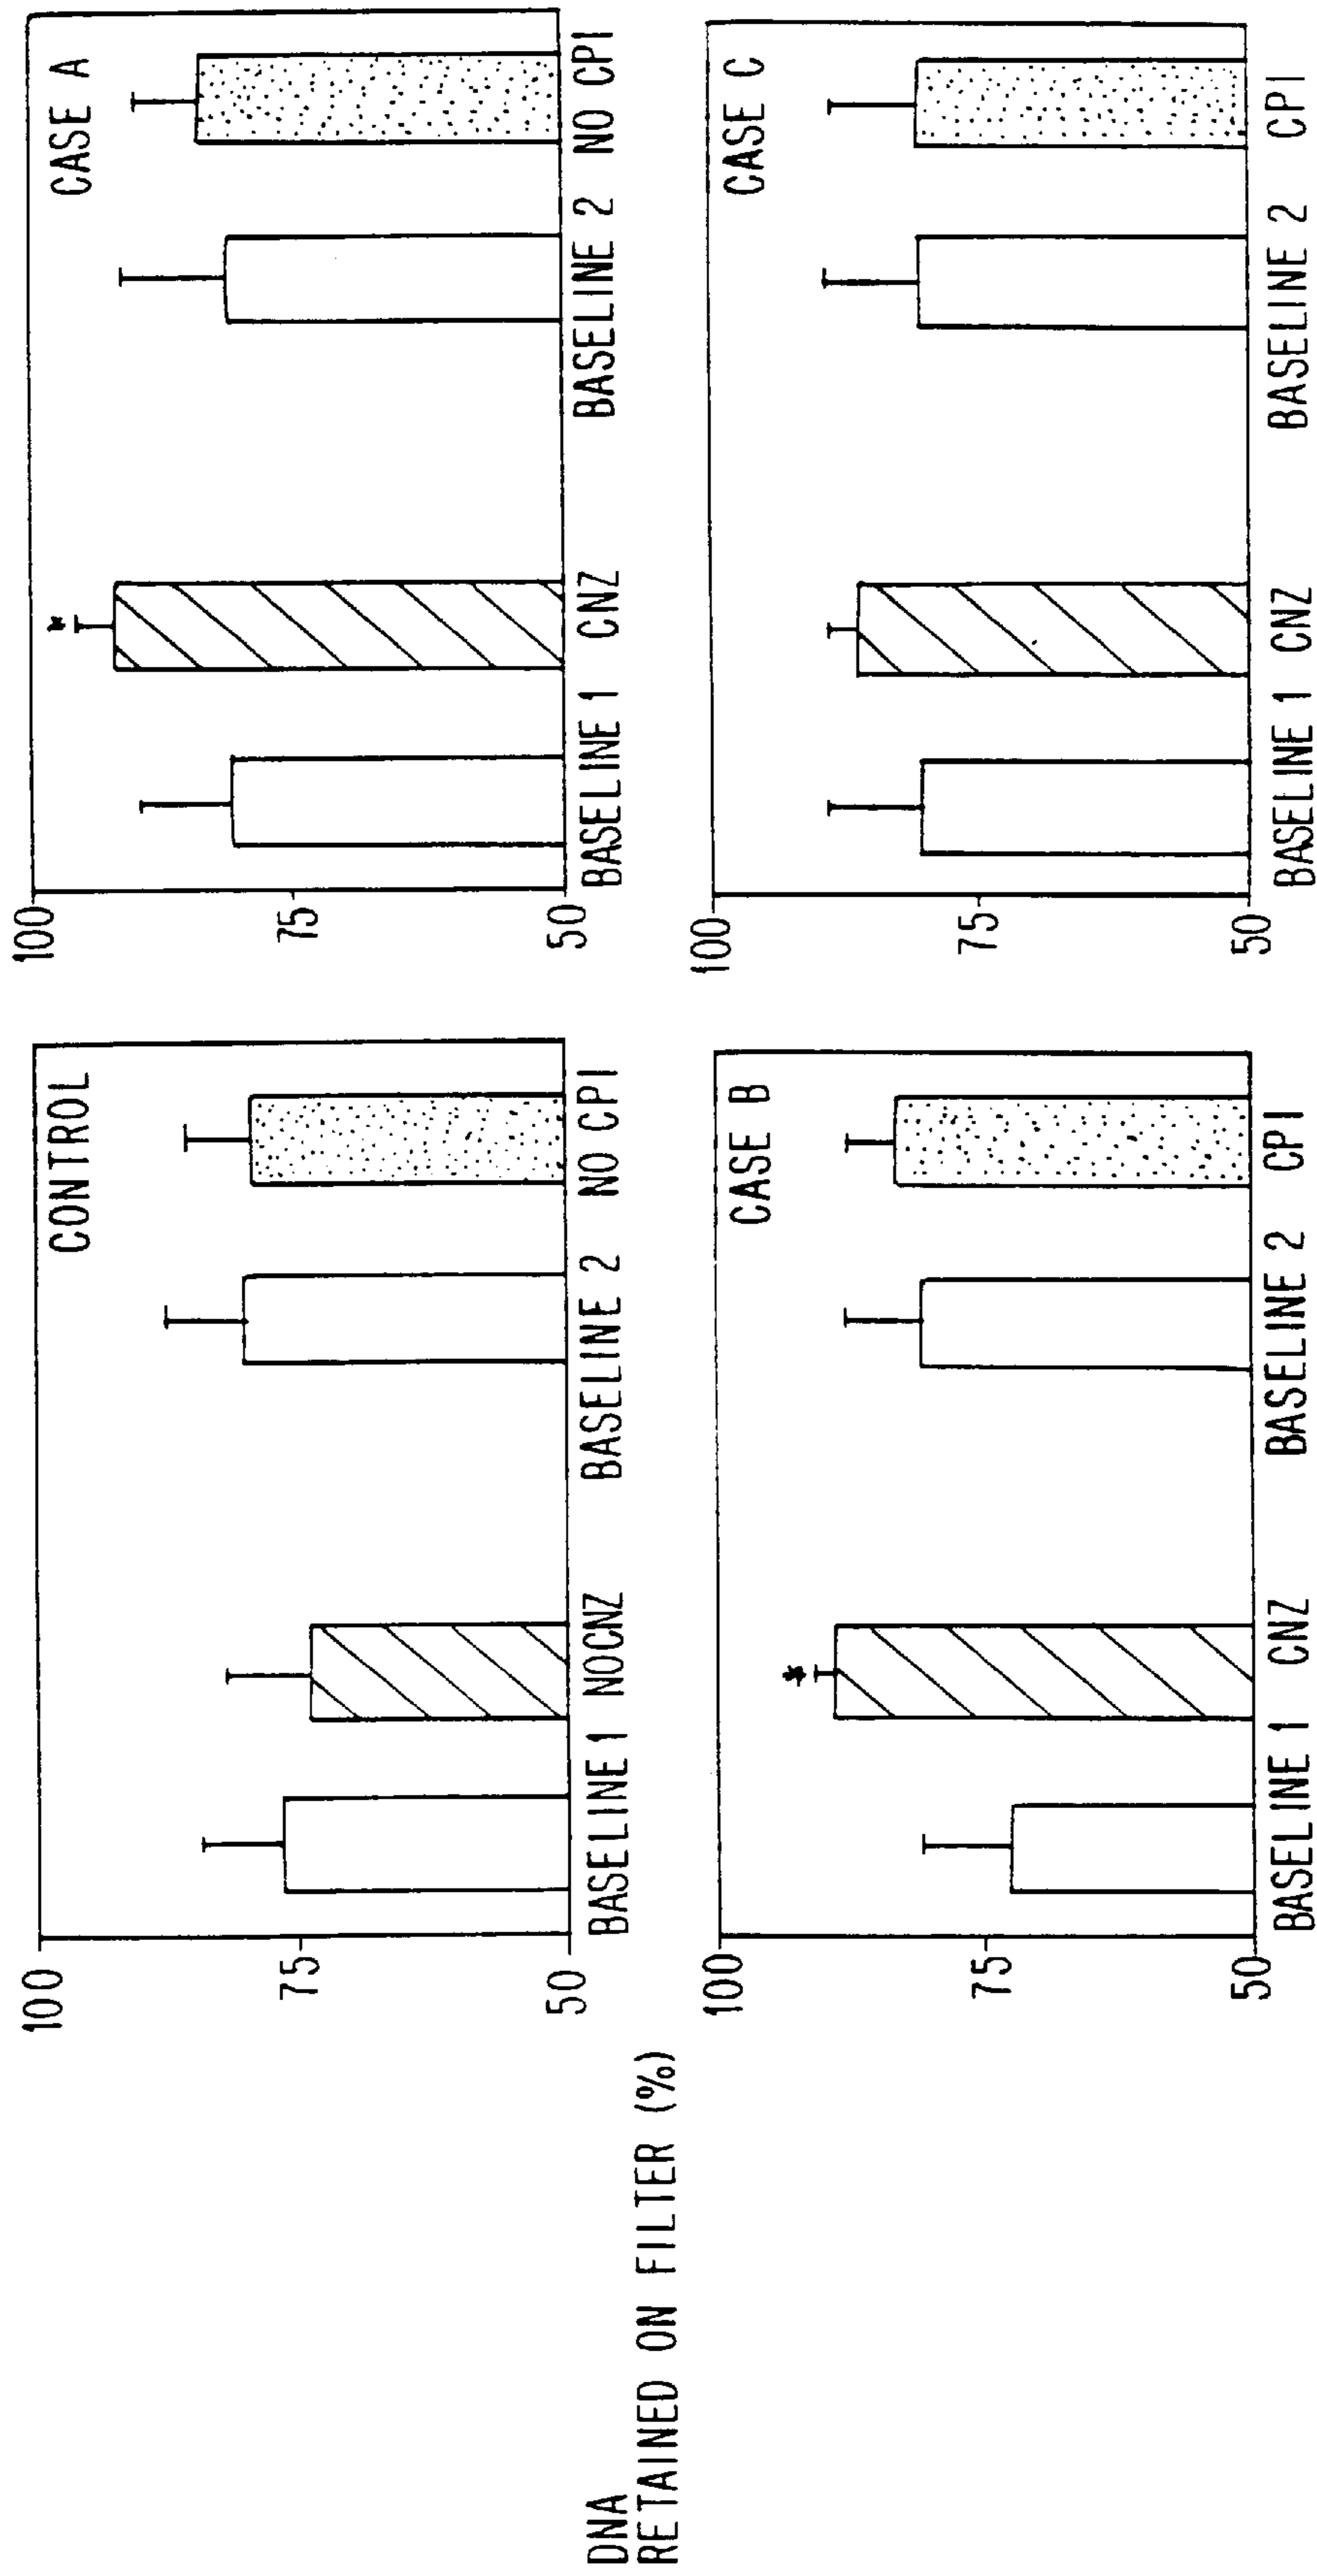 DNA
RETAINED ON FILTER (%)
CONTROL
100
75
50
BASELINE 1 NO CNZ BASELINE 2 NO CPI
CASE A
100
75
50
BASELINE 1 CNZ BASELINE 2 NO CPI
CASE B
100
75
50
BASELINE 1 CNZ BASELINE 2 CPI
CASE C
100
75
50
BASELINE 1 CNZ BASELINE 2 CPI